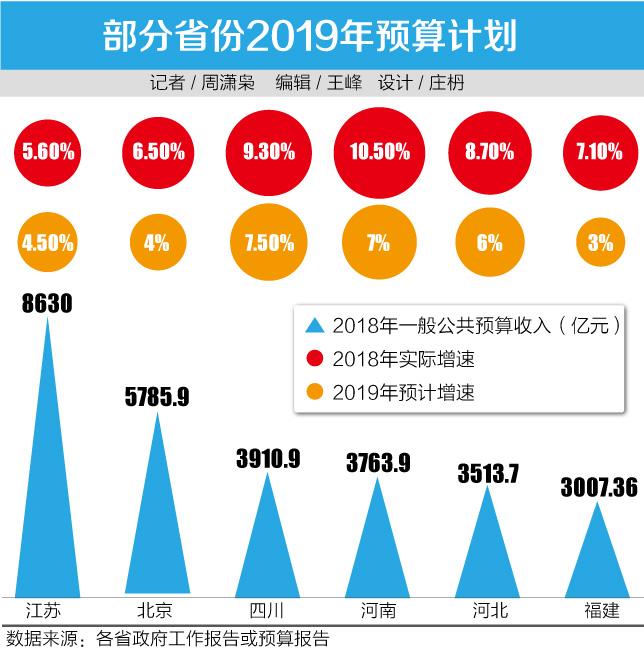 部分省份2019年预算计划
记者/周潇枭 编辑/王峰 设计/庄枬
5.60% 6.50% 9.30% 10.50% 8.70% 7.10%
4.50% 4% 7.50% 7% 6% 3%
8630
2018年一般公共预算收入（亿元）
2018年实际增速
2019年预计增速
5785.9
3910.9 3763.9 3513.7 3007.36
江苏 北京 四川 河南 河北 福建
数据来源：各省政府工作报告或预算报告